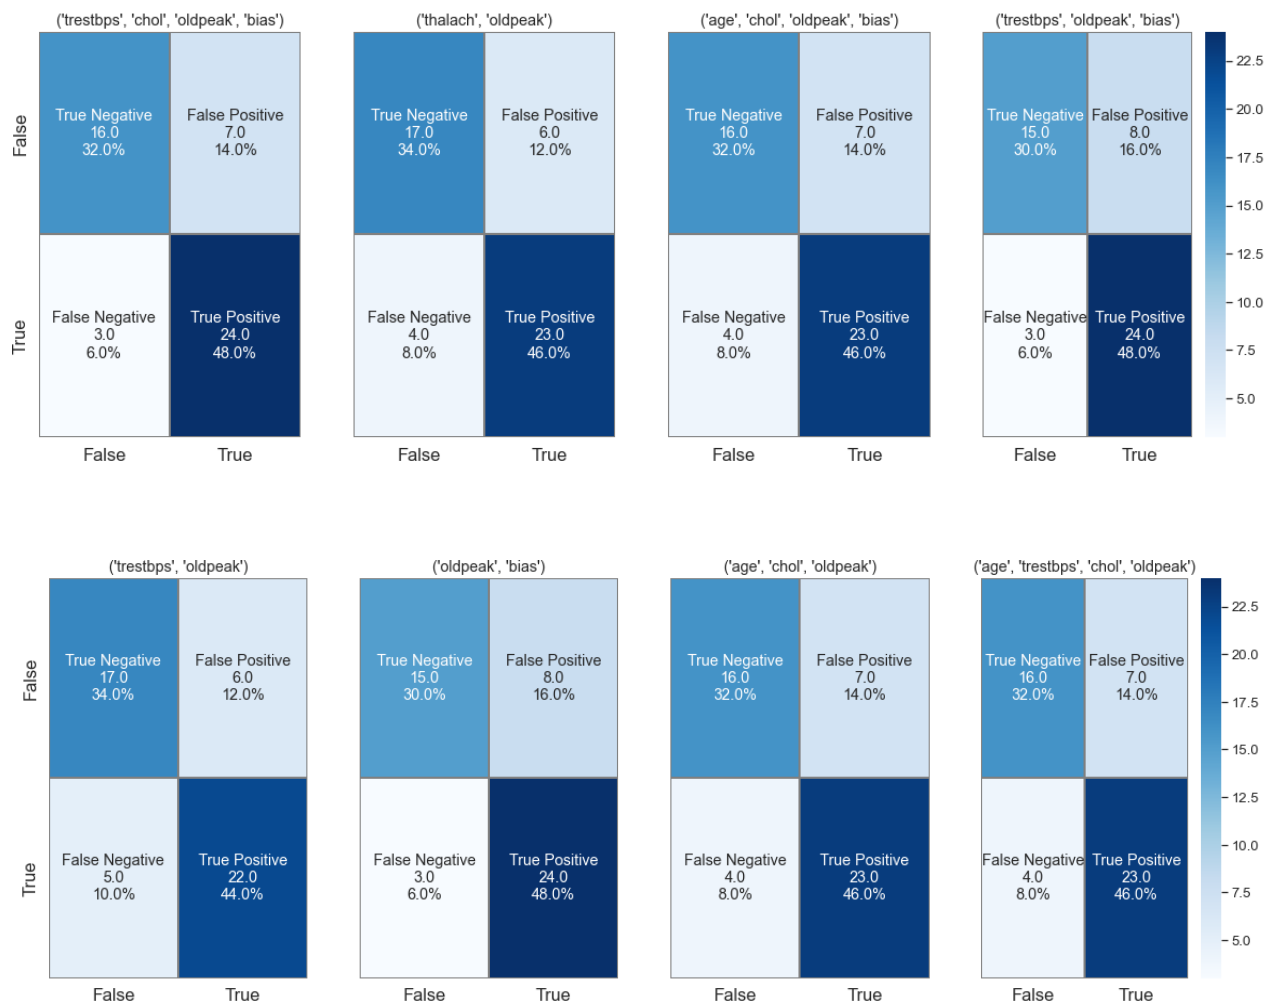 ('trestbps', 'chol', 'oldpeak', 'bias')
False
True Negative
16.0
32.0%
False Positive
7.0
14.0%
True
False Negative
3.0
6.0%
True Positive
24.0
48.0%
False
True
('thalach', 'oldpeak')
True Negative
17.0
34.0%
False Positive
6.0
12.0%
False Negative
4.0
8.0%
True Positive
23.0
46.0%
False
True
('age', 'chol', 'oldpeak', 'bias')
True Negative
16.0
32.0%
False Positive
7.0
14.0%
False Negative
4.0
8.0%
True Positive
23.0
46.0%
False
True
('trestbps', 'oldpeak', 'bias')
True Negative
15.0
30.0%
False Positive
8.0
16.0%
False Negative
3.0
6.0%
True Positive
24.0
48.0%
False
True
22.5
20.0
17.5
15.0
12.5
10.0
7.5
5.0
('trestbps', 'oldpeak')
False
True Negative
17.0
34.0%
False Positive
6.0
12.0%
True
False Negative
5.0
10.0%
True Positive
22.0
44.0%
False
True
('oldpeak', 'bias')
True Negative
15.0
30.0%
False Positive
8.0
16.0%
False Negative
3.0
6.0%
True Positive
24.0
48.0%
False
True
('age', 'chol', 'oldpeak')
True Negative
16.0
32.0%
False Positive
7.0
14.0%
False Negative
4.0
8.0%
True Positive
23.0
46.0%
False
True
('age', 'trestbps', 'chol', 'oldpeak')
True Negative
16.0
32.0%
False Positive
7.0
14.0%
False Negative
4.0
8.0%
True Positive
23.0
46.0%
False
True
22.5
20.0
17.5
15.0
12.5
10.0
7.5
5.0